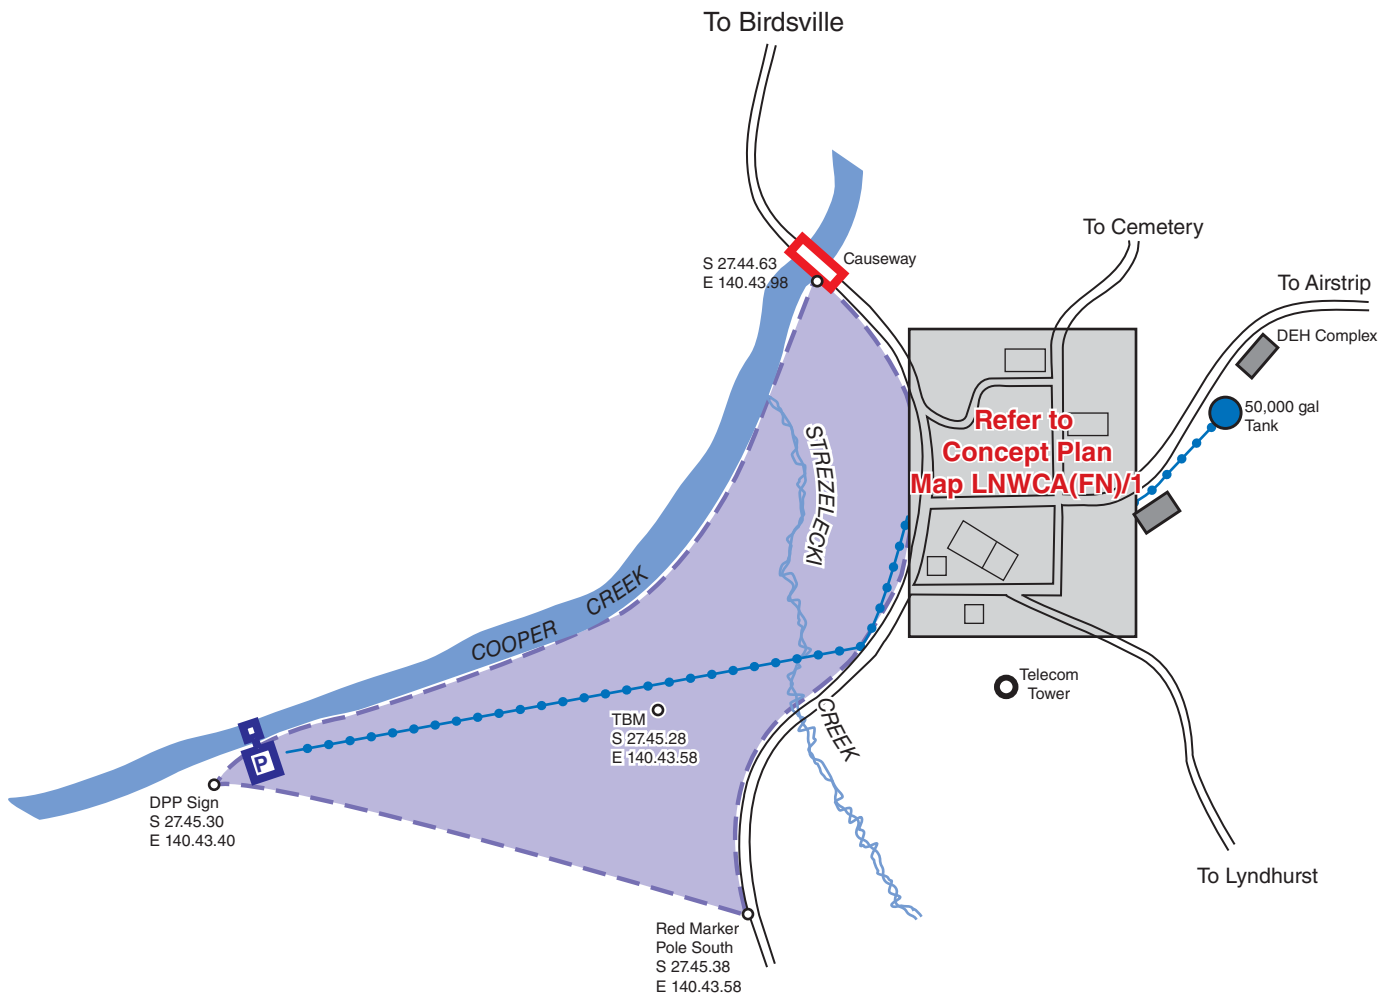 To Birdsville
To Cemetery
S 27.44.63
E 140.43.98
Causeway
To Airstrip
DEH Complex
50,000 gal
Tank
Refer to
Concept Plan
Map LNWCA(FN)/1
STREZELECKI
CREEK
COOPER CREEK
Telecom
Tower
TBM
S 27.45.28
E 140.43.58
P
DPP Sign
S 27.45.30
E 140.43.40
To Lyndhurst
Red Marker
Pole South
S 27.45.38
E 140.43.58